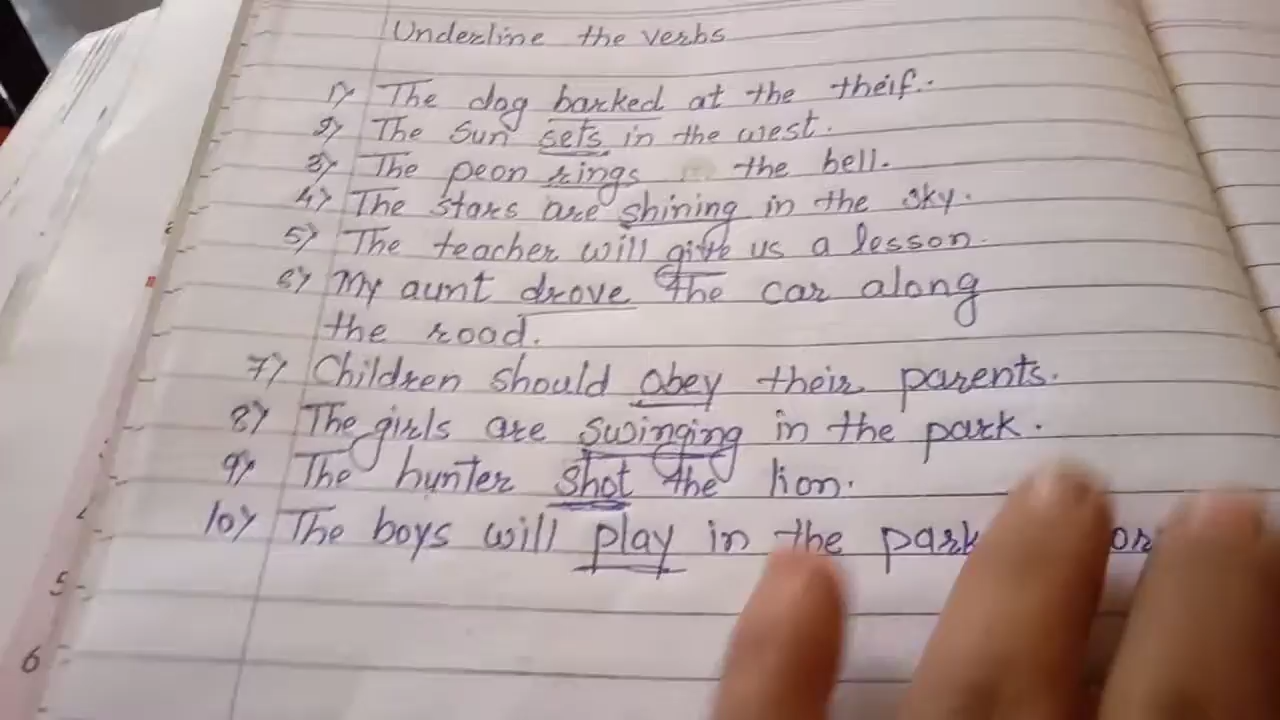 Underline the verbs
1) The dog barked at the theif.
2) The Sun sets in the west.
3) The peon rings the bell.
4) The stars are shining in the sky.
5) The teacher will give us a lesson.
6) My aunt drove the car along
the rood.
7) Children should obey their parents.
8) The girls are swinging in the park.
9) The hunter shot the lion.
10) The boys will play in the park
5
6